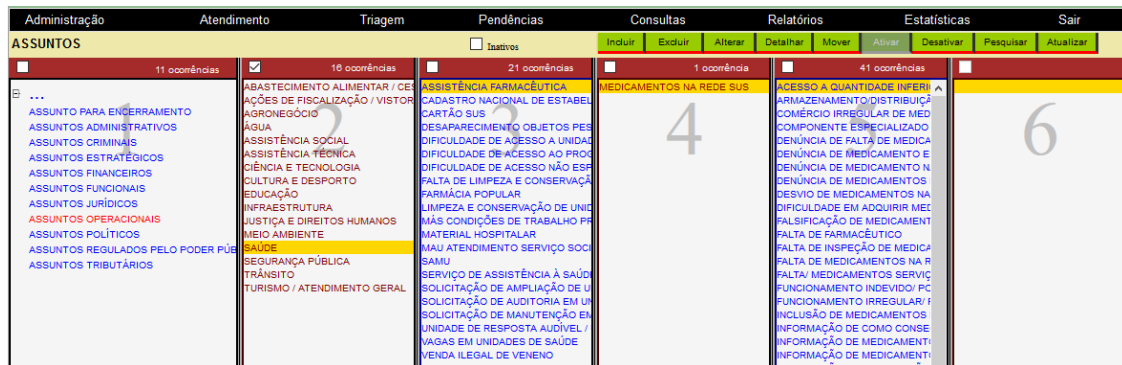 Administração Atendimento Triagem Pendências Consultas Relatórios Estatísticas Sair
ASSUNTOS Inativos Incluir Excluir Alterar Detalhar Mover Ativar Desativar Pesquisar Atualizar
11 ocorrências 16 ocorrências 21 ocorrências 1 ocorrência 41 ocorrências
1
...
ASSUNTO PARA ENCERRAMENTO
ASSUNTOS ADMINISTRATIVOS
ASSUNTOS CRIMINAIS
ASSUNTOS ESTRATÉGICOS
ASSUNTOS FINANCEIROS
ASSUNTOS FUNCIONAIS
ASSUNTOS JURÍDICOS
ASSUNTOS OPERACIONAIS
ASSUNTOS POLÍTICOS
ASSUNTOS REGULADOS PELO PODER PÚB
ASSUNTOS TRIBUTÁRIOS
2
ABASTECIMENTO ALIMENTAR / CES
AÇÕES DE FISCALIZAÇÃO / VISTOR
AGRONEGÓCIO
ÁGUA
ASSISTÊNCIA SOCIAL
ASSISTÊNCIA TÉCNICA
CIÊNCIA E TECNOLOGIA
CULTURA E DESPORTO
EDUCAÇÃO
INFRAESTRUTURA
JUSTIÇA E DIREITOS HUMANOS
MEIO AMBIENTE
SAÚDE
SEGURANÇA PÚBLICA
TRÂNSITO
TURISMO / ATENDIMENTO GERAL
3
ASSISTÊNCIA FARMACÊUTICA
CADASTRO NACIONAL DE ESTABEL
CARTÃO SUS
DESAPARECIMENTO OBJETOS PES
DIFICULDADE DE ACESSO A UNIDAD
DIFICULDADE DE ACESSO AO PROG
DIFICULDADE DE ACESSO NÃO ESP
FALTA DE LIMPEZA E CONSERVAÇÃ
FARMÁCIA POPULAR
LIMPEZA E CONSERVAÇÃO DE UNID
MÁS CONDIÇÕES DE TRABALHO PR
MATERIAL HOSPITALAR
MAU ATENDIMENTO SERVIÇO SOCI
SAMU
SERVIÇO DE ASSISTÊNCIA À SAÚD
SOLICITAÇÃO DE AMPLIAÇÃO DE U
SOLICITAÇÃO DE AUDITORIA EM UN
SOLICITAÇÃO DE MANUTENÇÃO EM
UNIDADE DE RESPOSTA AUDÍVEL /
VAGAS EM UNIDADES DE SAÚDE
VENDA ILEGAL DE VENENO
4
MEDICAMENTOS NA REDE SUS
5
ACESSO A QUANTIDADE INFERI
ARMAZENAMENTO/DISTRIBUIÇÃ
COMÉRCIO IRREGULAR DE MED
COMPONENTE ESPECIALIZADO
DENÚNCIA DE FALTA DE MEDICA
DENÚNCIA DE MEDICAMENTO E
DENÚNCIA DE MEDICAMENTO N
DENÚNCIA DE MEDICAMENTOS
DESVIO DE MEDICAMENTOS NA
DIFICULDADE EM ADQUIRIR MED
FALSIFICAÇÃO DE MEDICAMENT
FALTA DE FARMACÊUTICO
FALTA DE INSPEÇÃO DE MEDICA
FALTA DE MEDICAMENTOS NA R
FALTA/ MEDICAMENTOS SERVIÇ
FUNCIONAMENTO INDEVIDO/ PO
FUNCIONAMENTO IRREGULAR/ F
INCLUSÃO DE MEDICAMENTOS
INFORMAÇÃO DE COMO CONSE
INFORMAÇÃO DE MEDICAMENT
INFORMAÇÃO DE MEDICAMENT
6